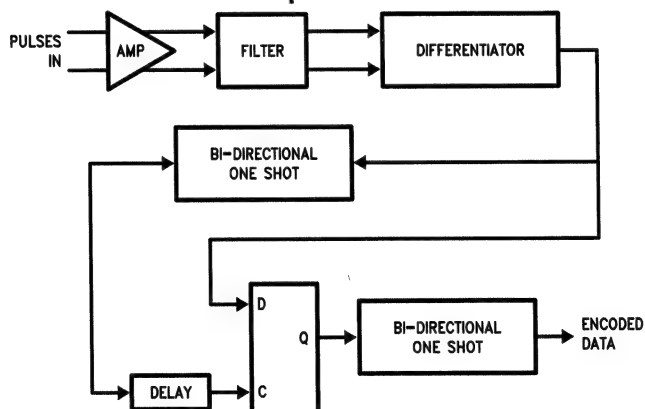 PULSES
IN
AMP
FILTER
DIFFERENTIATOR
BI-DIRECTIONAL
ONE SHOT
D
Q
C
BI-DIRECTIONAL
ONE SHOT
ENCODED
DATA
DELAY